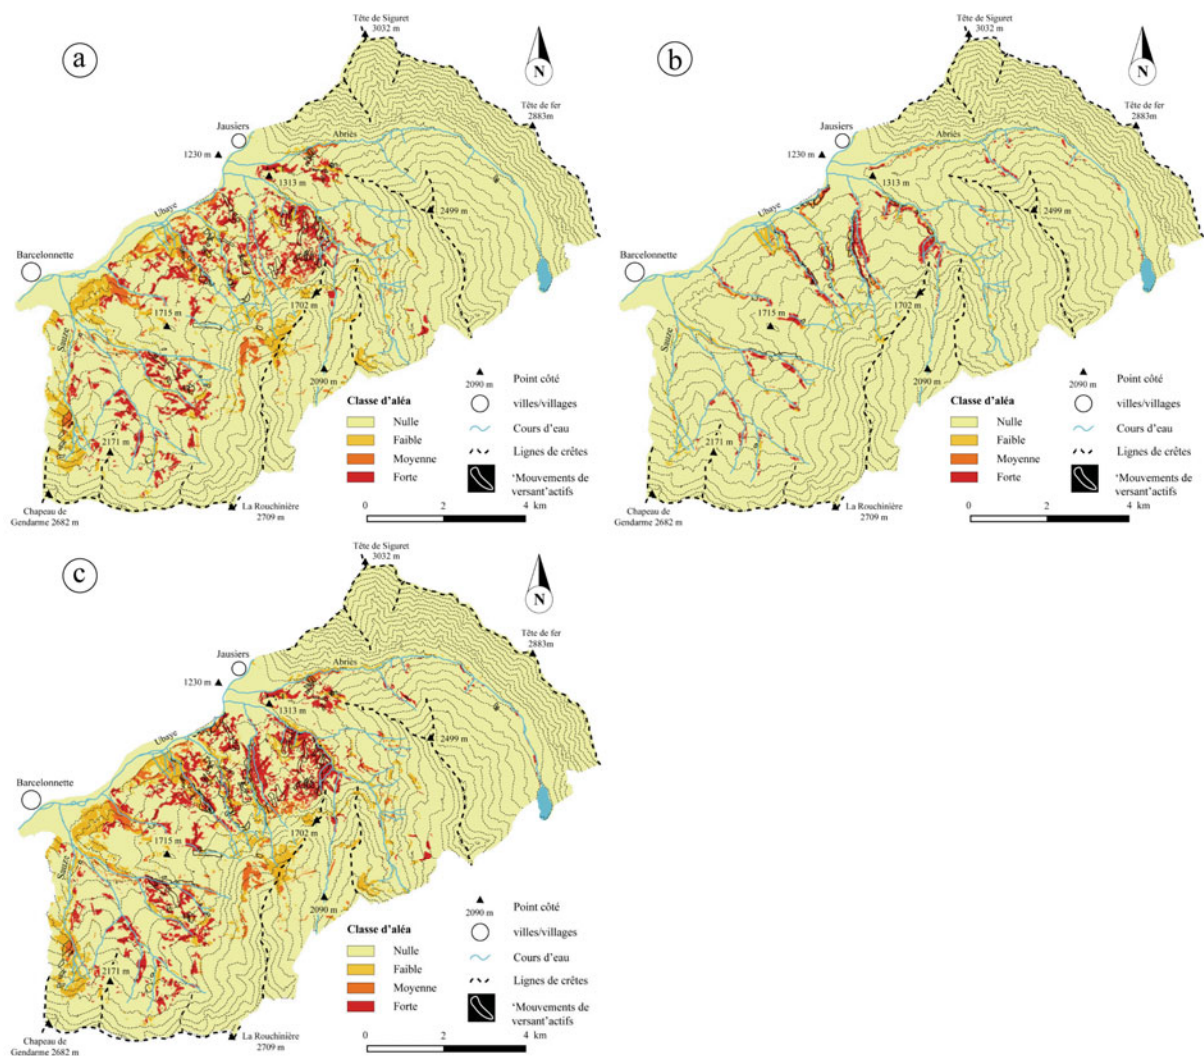 a
Tête de Siguret
3032 m
N
Tête de fer
2883m
Jausiers
Abriès
1230 m
1313 m
2499 m
Ubaye
Barcelonnette
1702 m
1715 m
Sauze
2090 m
2171 m
Chapeau de
Gendarme 2682 m
La Rouchinière
2709 m
Classe d'aléa
Nulle
Faible
Moyenne
Forte
2090 m
Point côté
villes/villages
Cours d'eau
Lignes de crêtes
'Mouvements de
versant'actifs
0 2 4 km
b
Tête de Siguret
3032 m
N
Tête de fer
2883m
Jausiers
Abriès
1230 m
1313 m
2499 m
Ubaye
Barcelonnette
1702 m
1715 m
Sauze
2090 m
2171 m
Chapeau de
Gendarme 2682 m
La Rouchinière
2709 m
Classe d'aléa
Nulle
Faible
Moyenne
Forte
2090 m
Point côté
villes/villages
Cours d'eau
Lignes de crêtes
'Mouvements de
versant'actifs
0 2 4 km
c
Tête de Siguret
3032 m
N
Tête de fer
2883m
Jausiers
Abriès
1230 m
1313 m
2499 m
Ubaye
Barcelonnette
1702 m
1715 m
Sauze
2090 m
2171 m
Chapeau de
Gendarme 2682 m
La Rouchinière
2709 m
Classe d'aléa
Nulle
Faible
Moyenne
Forte
2090 m
Point côté
villes/villages
Cours d'eau
Lignes de crêtes
'Mouvements de
versant'actifs
0 2 4 km